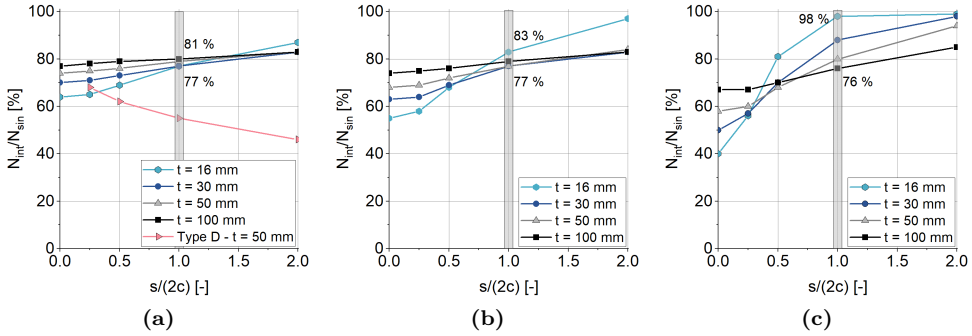 100
80
60
40
20
0
N_int/N_sin [%]
81 %
77 %
t = 16 mm
t = 30 mm
t = 50 mm
t = 100 mm
Type D - t = 50 mm
0.0 0.5 1.0 1.5 2.0
s/(2c) [-]
(a)
100
80
60
40
20
0
N_int/N_sin [%]
83 %
77 %
t = 16 mm
t = 30 mm
t = 50 mm
t = 100 mm
0.0 0.5 1.0 1.5 2.0
s/(2c) [-]
(b)
100
80
60
40
20
0
N_int/N_sin [%]
98 %
76 %
t = 16 mm
t = 30 mm
t = 50 mm
t = 100 mm
0.0 0.5 1.0 1.5 2.0
s/(2c) [-]
(c)